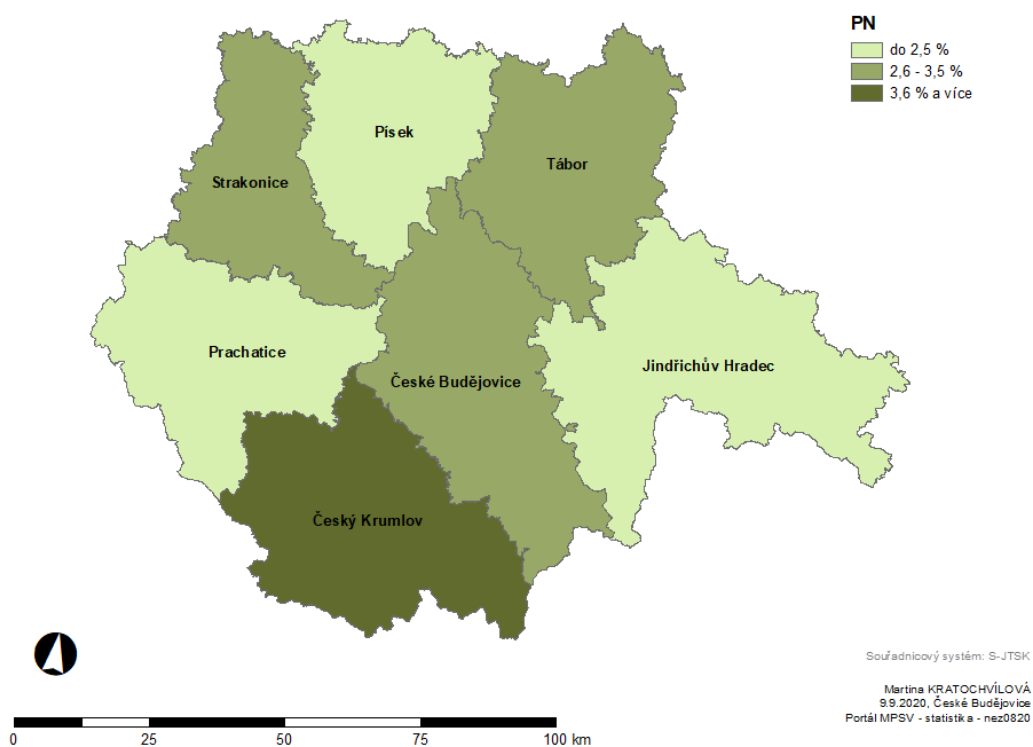 PN
do 2,5 %
2,6 - 3,5 %
3,6 % a více
Písek
Tábor
Strakonice
Prachatice
Jindřichův Hradec
České Budějovice
Český Krumlov
Souřadnicový systém: S-JTSK
Martina KRATOCHVÍLOVÁ
9.9.2020, České Budějovice
Portál MPSV - statistika - nez0820
0 25 50 75 100 km